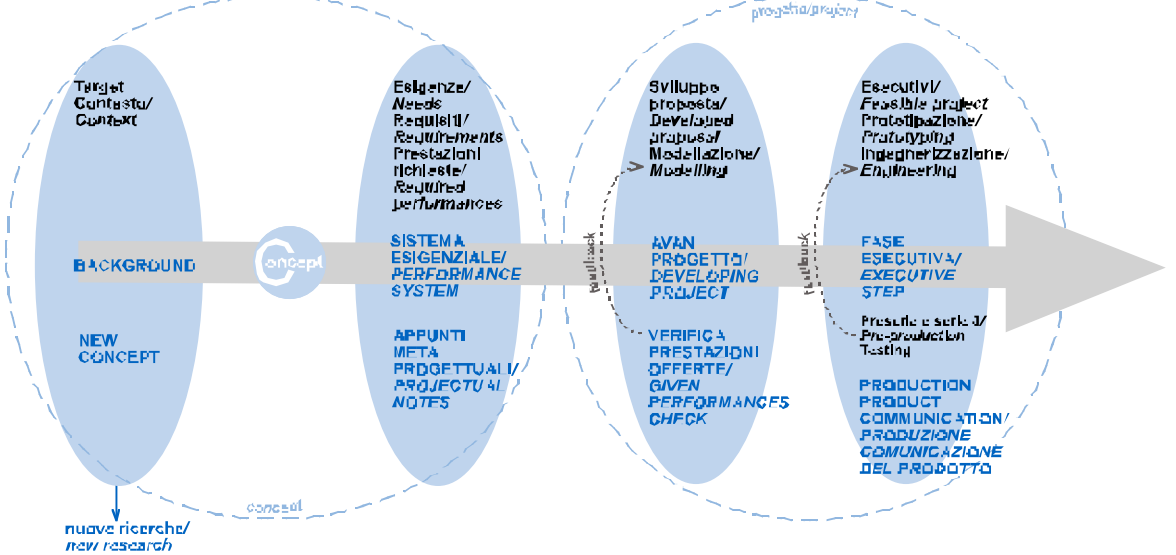 progetto/project
Target
Contesto/
Context
BACKGROUND
NEW
CONCEPT
nuove ricerche/
new research
Concept
Esigenze/
Needs
Requisiti/
Requirements
Prestazioni
richieste/
Required
performances
SISTEMA
ESIGENZIALE/
PERFORMANCE
SYSTEM
APPUNTI
META
PROGETTUALI/
PROJECTUAL
NOTES
concept
feedback
Sviluppo
proposta/
Developed
proposal
Modellazione/
Modelling
AVAN
PROGETTO/
DEVELOPING
PROJECT
VERIFICA
PRESTAZIONI
OFFERTE/
GIVEN
PERFORMANCES
CHECK
feedback
Esecutivi/
Feasible project
Prototipazione/
Prototyping
Ingegnerizzazione/
Engineering
FASE
ESECUTIVA/
EXECUTIVE
STEP
Preserie e serie
Pre-production
Testing
PRODUCTION
PRODUCT
COMMUNICATION/
PRODUZIONE
COMUNICAZIONE
DEL PRODOTTO